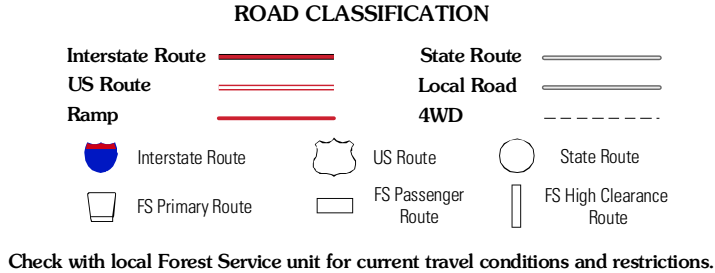 ROAD CLASSIFICATION
Interstate Route
State Route
US Route
Local Road
Ramp
4WD
Interstate Route
US Route
State Route
FS Primary Route
FS Passenger
Route
FS High Clearance
Route
Check with local Forest Service unit for current travel conditions and restrictions.